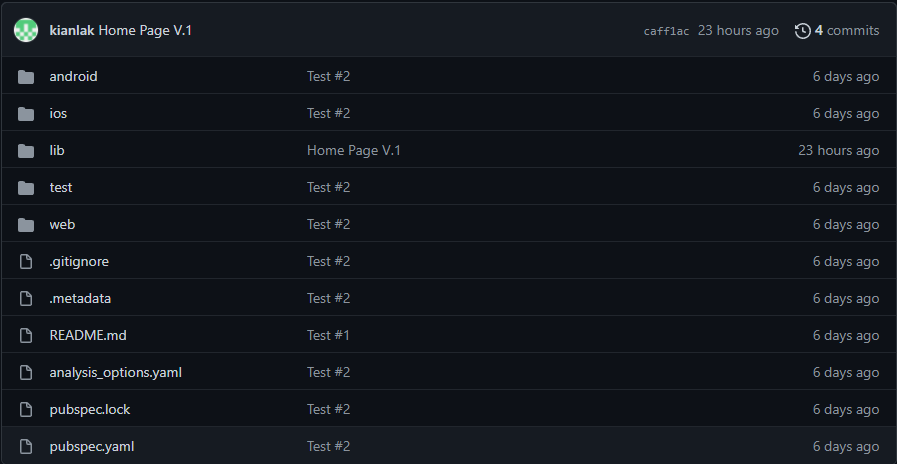 kianlak Home Page V.1 caff1ac 23 hours ago 4 commits
android Test #2 6 days ago
ios Test #2 6 days ago
lib Home Page V.1 23 hours ago
test Test #2 6 days ago
web Test #2 6 days ago
.gitignore Test #2 6 days ago
.metadata Test #2 6 days ago
README.md Test #1 6 days ago
analysis_options.yaml Test #2 6 days ago
pubspec.lock Test #2 6 days ago
pubspec.yaml Test #2 6 days ago